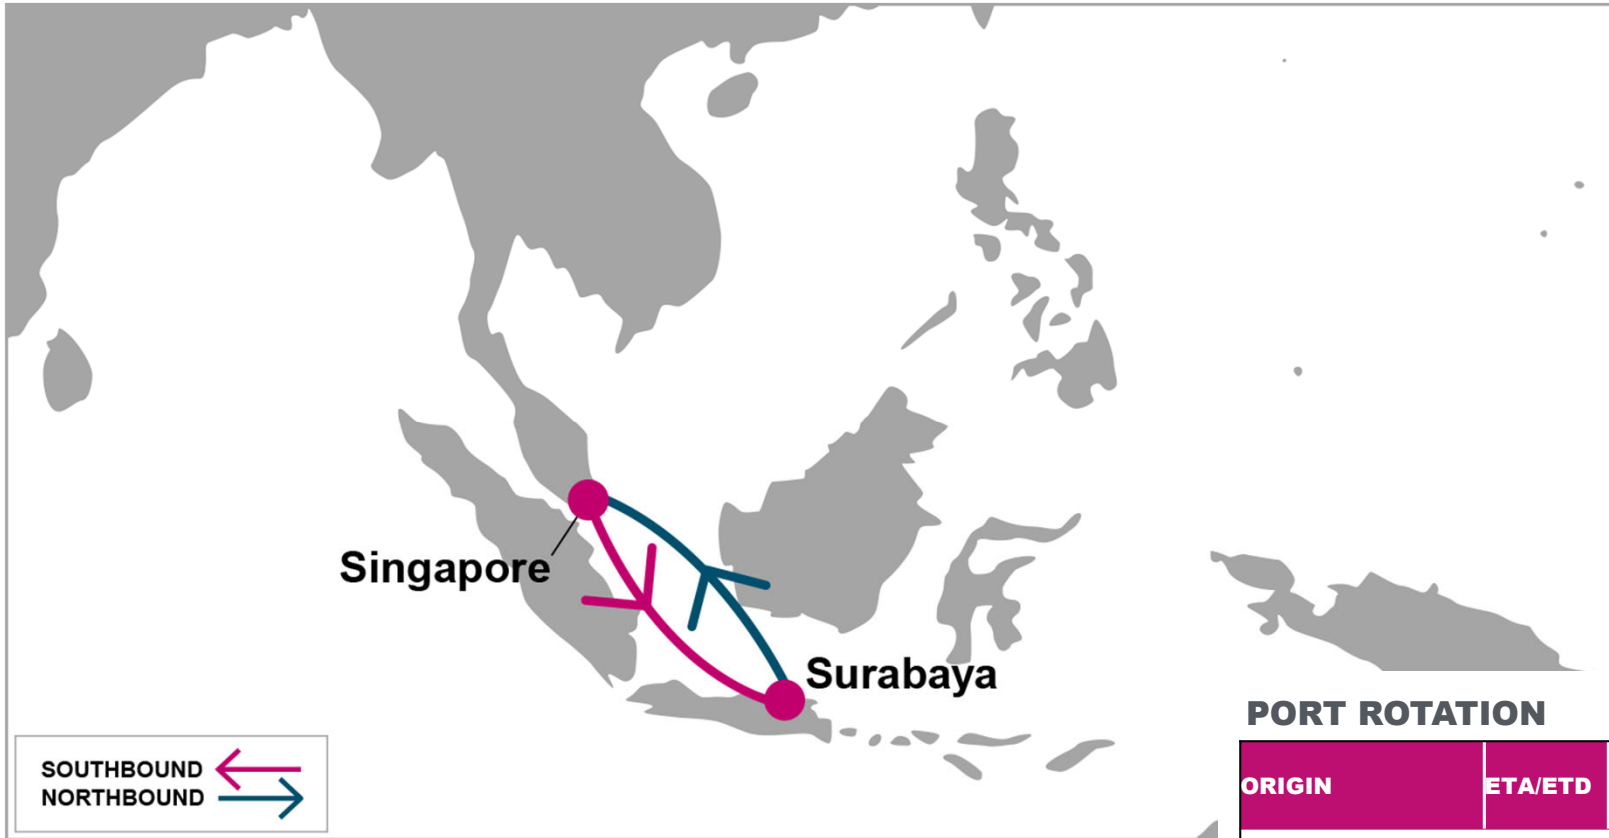 Singapore
Surabaya
SOUTHBOUND
NORTHBOUND
PORT ROTATION
ORIGIN
ETA/ETD